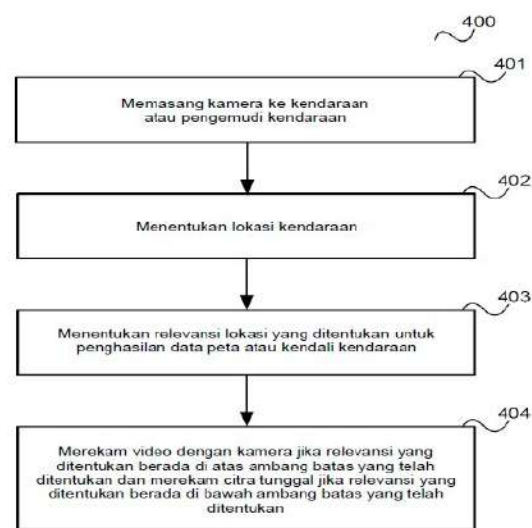 400
401
Memasang kamera ke kendaraan
atau pengemudi kendaraan
402
Menentukan lokasi kendaraan
403
Menentukan relevansi lokasi yang ditentukan untuk
penghasilan data peta atau kendali kendaraan
404
Merekam video dengan kamera jika relevansi yang
ditentukan berada di atas ambang batas yang telah
ditentukan dan merekam citra tunggal jika relevansi yang
ditentukan berada di bawah ambang batas yang telah
ditentukan